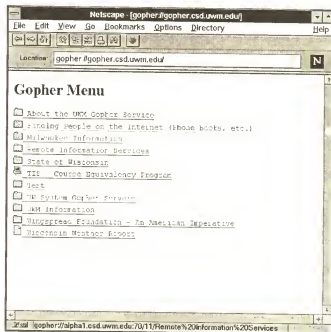 Netscape - [gopher://gopher.csd.uwm.edu/]
File Edit View Go Bookmarks Options Directory Help
Location: gopher://gopher.csd.uwm.edu/
N
Gopher Menu
About the UWM Gopher Service
Finding People on the Internet (Phone books, etc.)
Milwaukee Information
Remote Information Services
State of Wisconsin
Course Equivalency Program
Test
UW System Gopher Servers
UWM Information
Wingspread Foundation - An American Imperative
Wisconsin Weather Report
gopher://alpha1.csd.uwm.edu:70/11/Remote%20Information%20Services